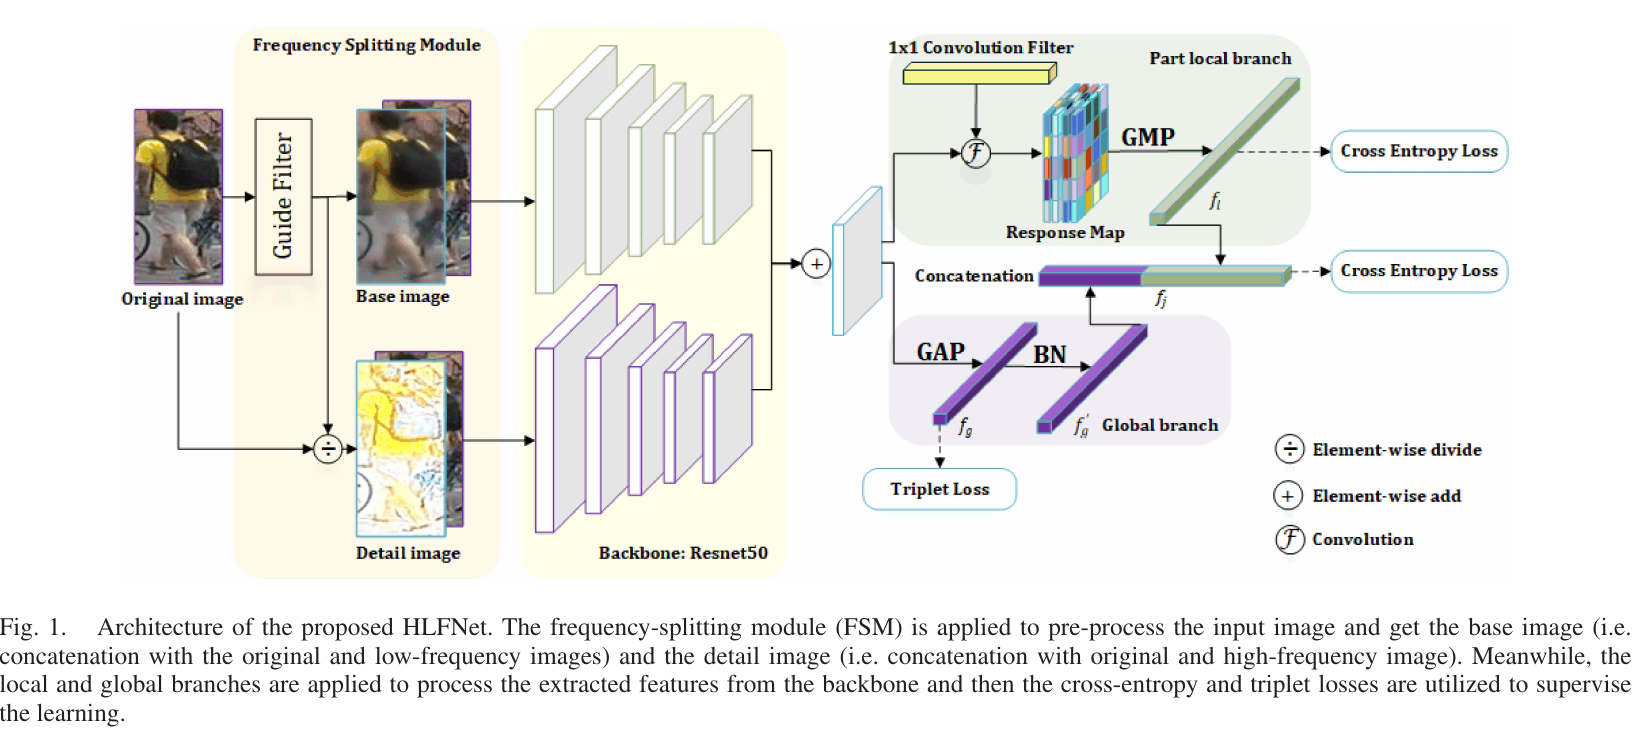 Frequency Splitting Module
1x1 Convolution Filter
Part local branch
Guide Filter
ℱ
GMP
Cross Entropy Loss
f_l
Response Map
Original image
Base image
+
Concatenation
Cross Entropy Loss
f_j
GAP
BN
f_g
f_g'
Global branch
÷
÷ Element-wise divide
Triplet Loss
+ Element-wise add
ℱ Convolution
Detail image
Backbone: Resnet50
Fig. 1. Architecture of the proposed HLFNet. The frequency-splitting module (FSM) is applied to pre-process the input image and get the base image (i.e.
concatenation with the original and low-frequency images) and the detail image (i.e. concatenation with original and high-frequency image). Meanwhile, the
local and global branches are applied to process the extracted features from the backbone and then the cross-entropy and triplet losses are utilized to supervise
the learning.